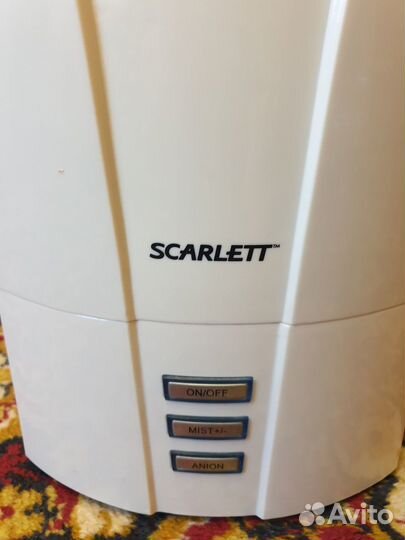 SCARLETT™
ON/OFF
MIST+/-
ANION
Avito